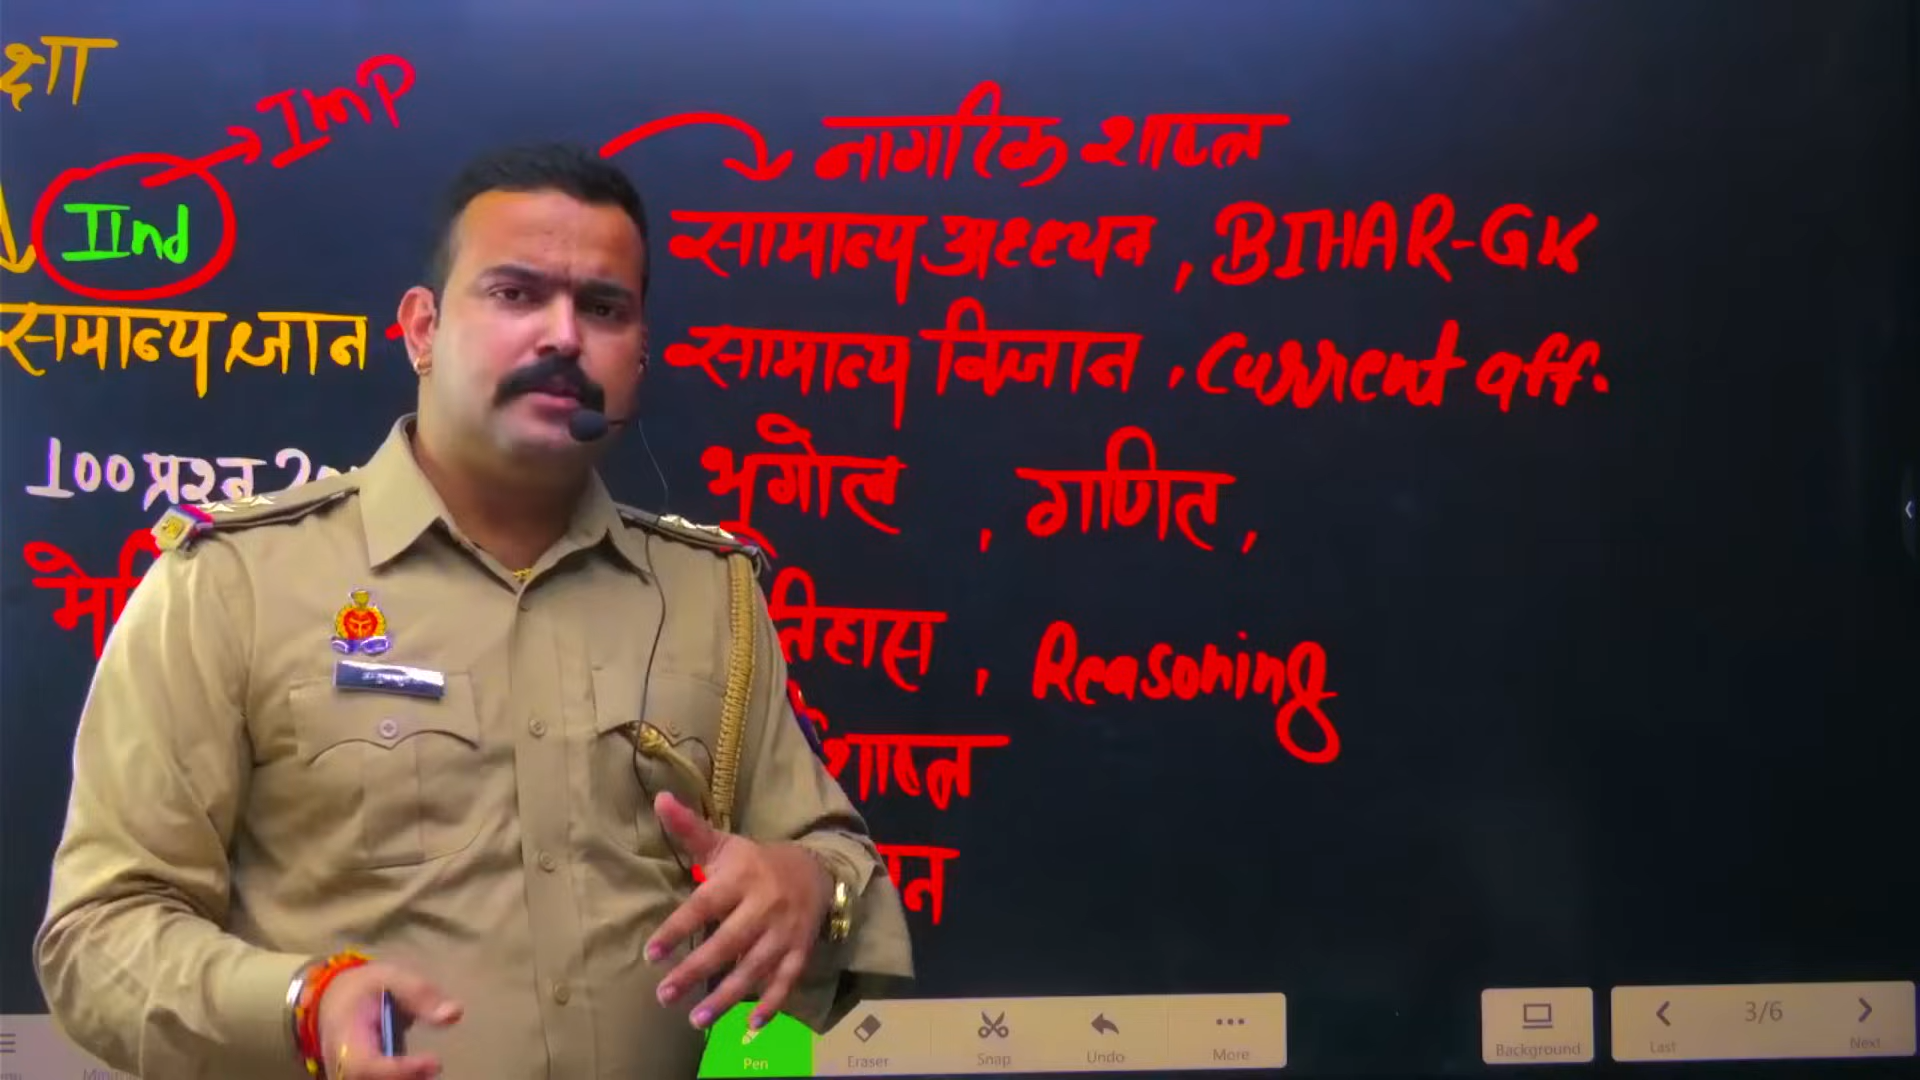 IMP
IInd
नागरिक शास्त्र
सामान्य अध्ययन, BIHAR-GK
सामान्य ज्ञान
सामान्य विज्ञान, Current aff.
100 प्रश्न
भूगोल, गणित,
Reasoning
Pen
Eraser
Snap
Undo
More
Background
Last
3/6
Next